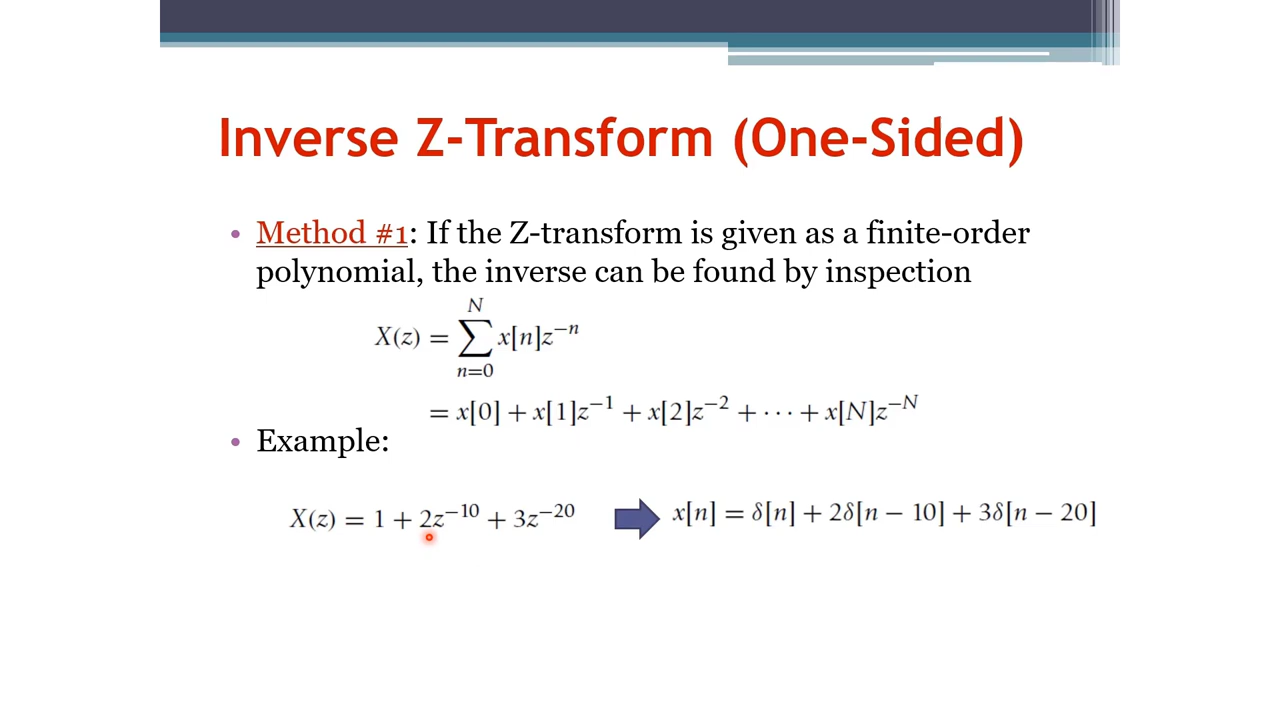 Inverse Z-Transform (One-Sided)
• Method #1: If the Z-transform is given as a finite-order
polynomial, the inverse can be found by inspection
X(z) = ∑_{n=0}^{N} x[n]z^{−n}
= x[0] + x[1]z^{−1} + x[2]z^{−2} + ··· + x[N]z^{−N}
• Example:
X(z) = 1 + 2z^{−10} + 3z^{−20}
x[n] = δ[n] + 2δ[n − 10] + 3δ[n − 20]